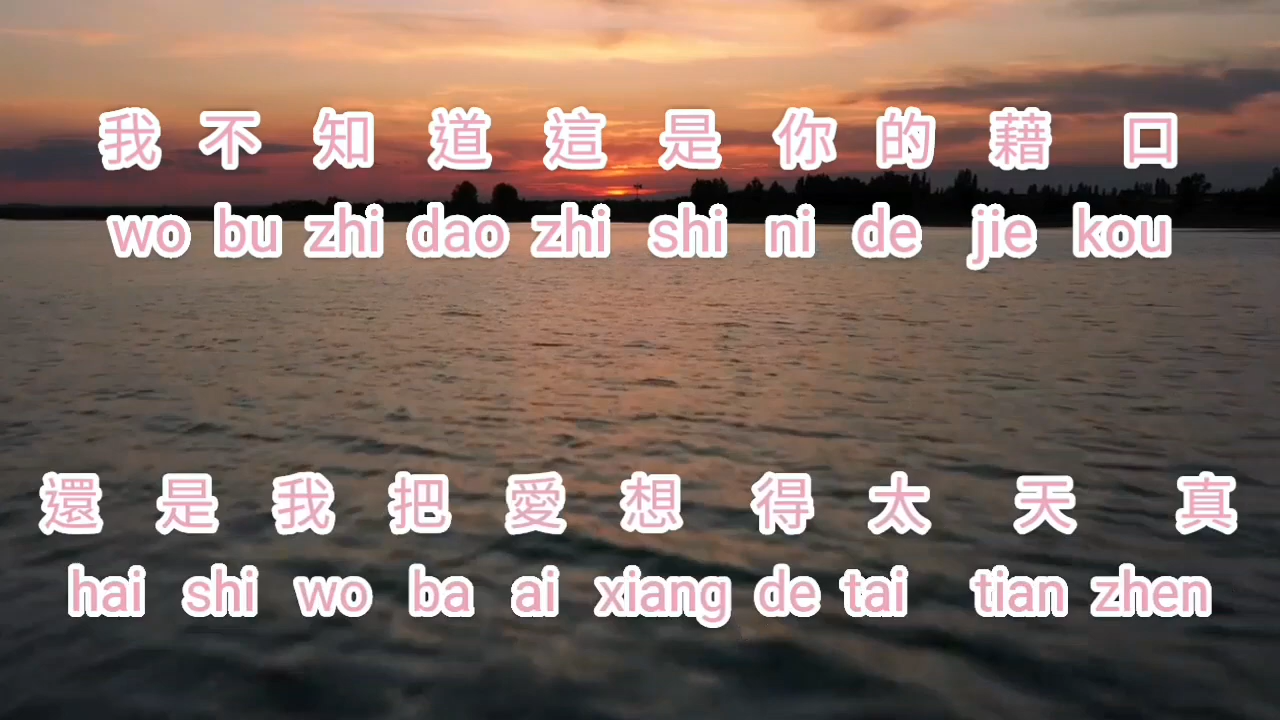 我 不 知 道 這 是 你 的 藉 口
wo bu zhi dao zhi shi ni de jie kou
還 是 我 把 愛 想 得 太 天 真
hai shi wo ba ai xiang de tai tian zhen